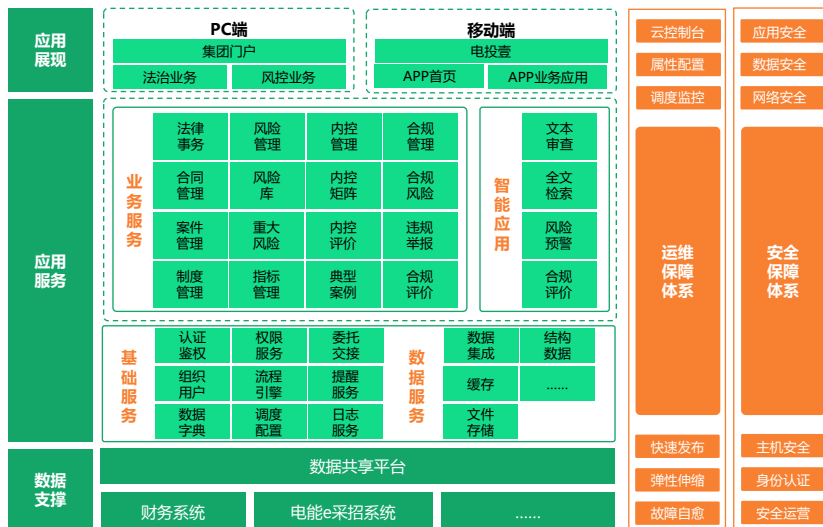 应用
展现
PC端
集团门户
法治业务
风控业务
移动端
电投壹
APP首页
APP业务应用
应用
服务
业
务
服
务
法律
事务
风险
管理
内控
管理
合规
管理
合同
管理
风险
库
内控
矩阵
合规
风险
案件
管理
重大
风险
内控
评价
违规
举报
制度
管理
指标
管理
典型
案例
合规
评价
智
能
应
用
文本
审查
全文
检索
风险
预警
合规
评价
基
础
服
务
认证
鉴权
权限
服务
委托
交接
组织
用户
流程
引擎
提醒
服务
数据
字典
调度
配置
日志
服务
数
据
服
务
数据
集成
结构
数据
缓存
......
文件
存储
数据
支撑
数据共享平台
财务系统
电能e采招系统
......
云控制台
属性配置
调度监控
运维
保障
体系
快速发布
弹性伸缩
故障自愈
应用安全
数据安全
网络安全
安全
保障
体系
主机安全
身份认证
安全运营